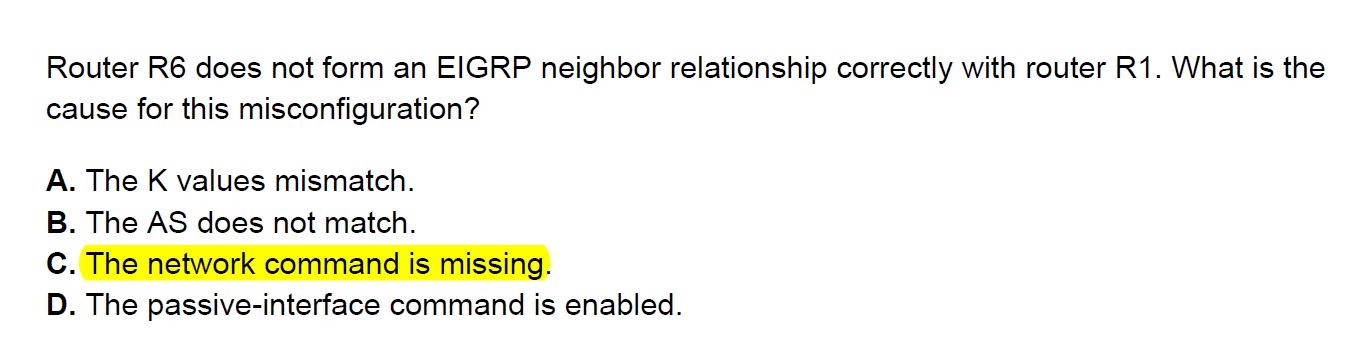 Router R6 does not form an EIGRP neighbor relationship correctly with router R1. What is the
cause for this misconfiguration?
A. The K values mismatch.
B. The AS does not match.
C. The network command is missing.
D. The passive-interface command is enabled.